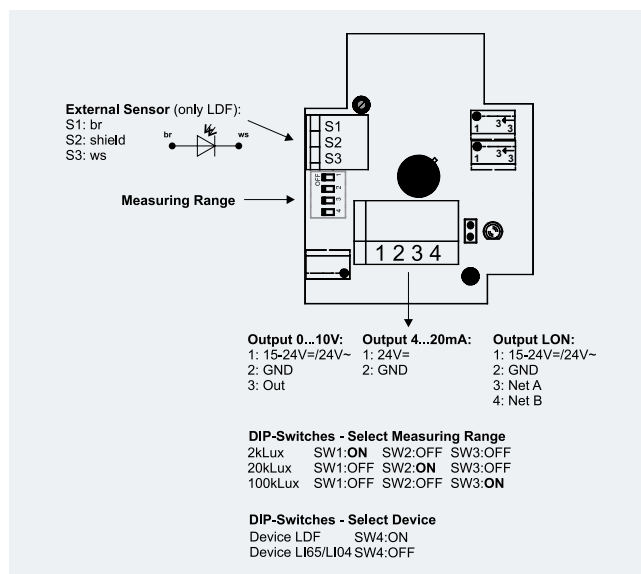 External Sensor (only LDF):
S1: br
S2: shield
S3: ws
br
ws
S1
S2
S3
OFF
1
2
3
4
Measuring Range
1 3 3
1 3 3
1 2 3 4
Output 0...10V:
1: 15-24V=/24V~
2: GND
3: Out
Output 4...20mA:
1: 24V=
2: GND
Output LON:
1: 15-24V=/24V~
2: GND
3: Net A
4: Net B
DIP-Switches - Select Measuring Range
2kLux SW1:ON SW2:OFF SW3:OFF
20kLux SW1:OFF SW2:ON SW3:OFF
100kLux SW1:OFF SW2:OFF SW3:ON
DIP-Switches - Select Device
Device LDF SW4:ON
Device LI65/LI04 SW4:OFF